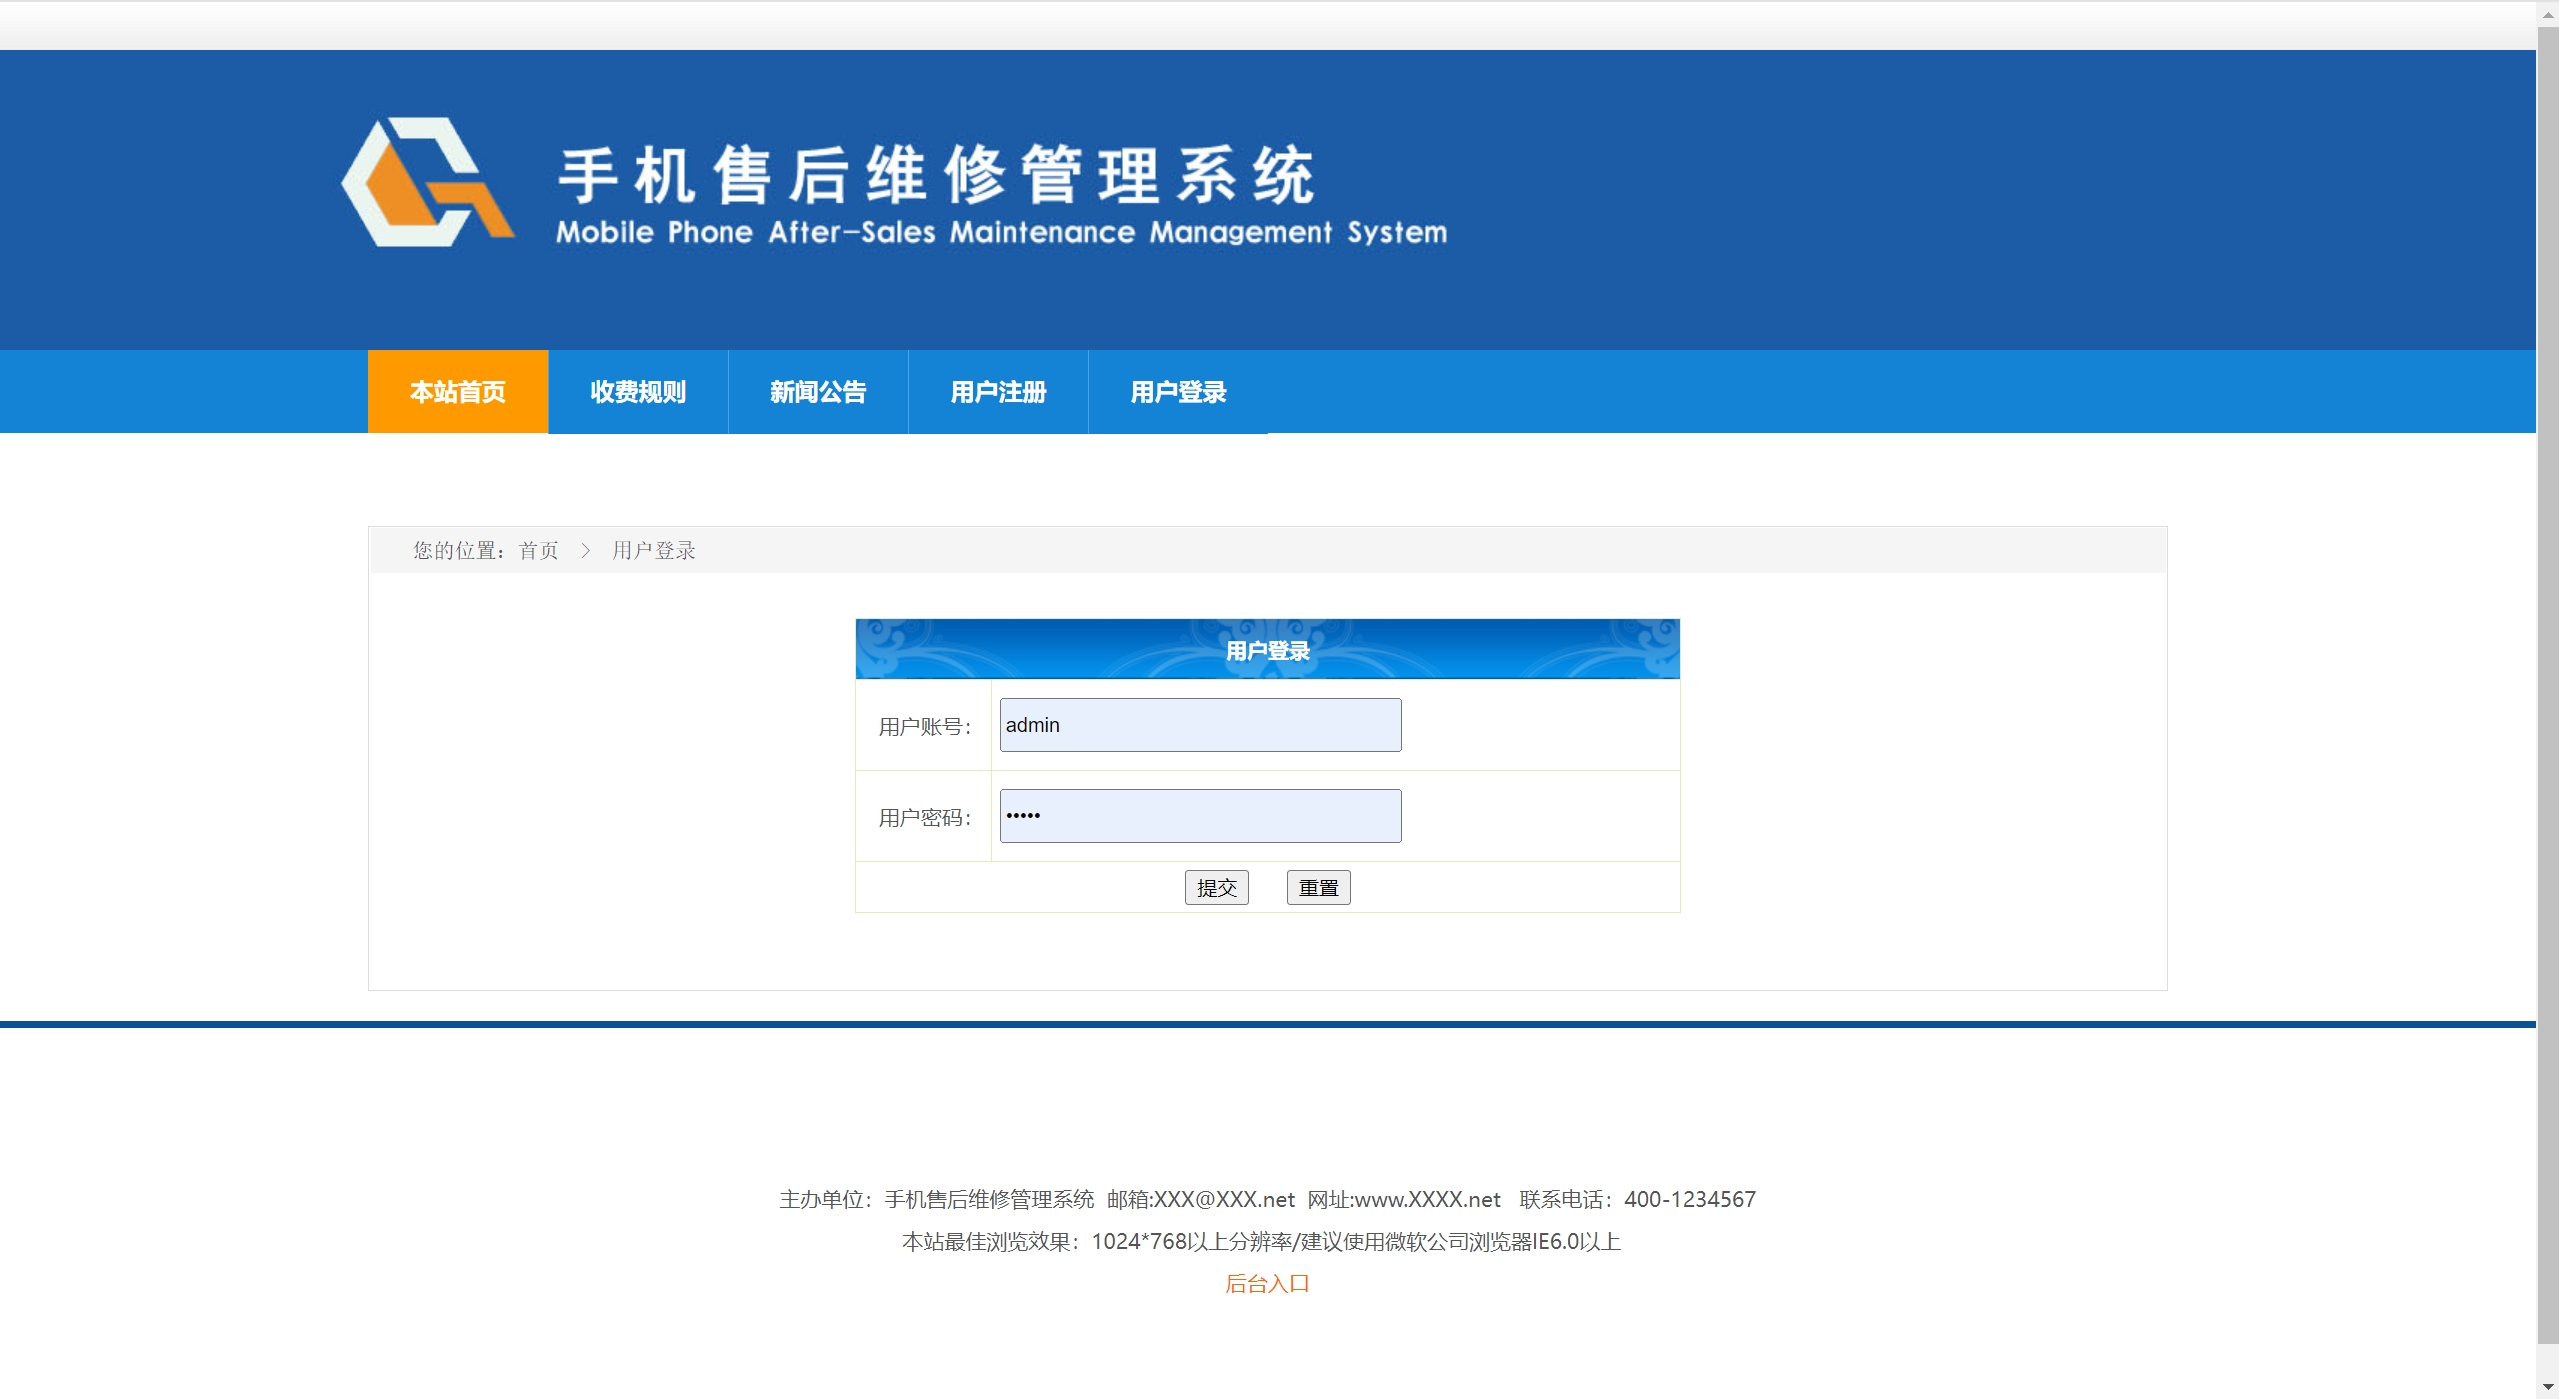 手机售后维修管理系统
Mobile Phone After-Sales Maintenance Management System
本站首页 收费规则 新闻公告 用户注册 用户登录
您的位置：首页 > 用户登录
用户登录
用户账号： admin
用户密码： •••••
提交 重置
主办单位：手机售后维修管理系统 邮箱:XXX@XXX.net 网址:www.XXXX.net 联系电话：400-1234567
本站最佳浏览效果：1024*768以上分辨率/建议使用微软公司浏览器IE6.0以上
后台入口